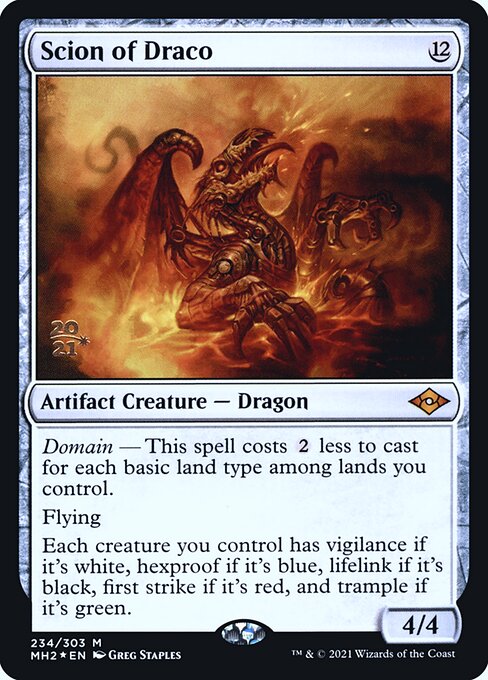 Scion of Draco 12
20
21*
Artifact Creature — Dragon
Domain — This spell costs 2 less to cast
for each basic land type among lands you
control.
Flying
Each creature you control has vigilance if
it's white, hexproof if it's blue, lifelink if it's
black, first strike if it's red, and trample if
it's green.
4/4
234/303 M
MH2 ★ EN Greg Staples
™ & © 2021 Wizards of the Coast